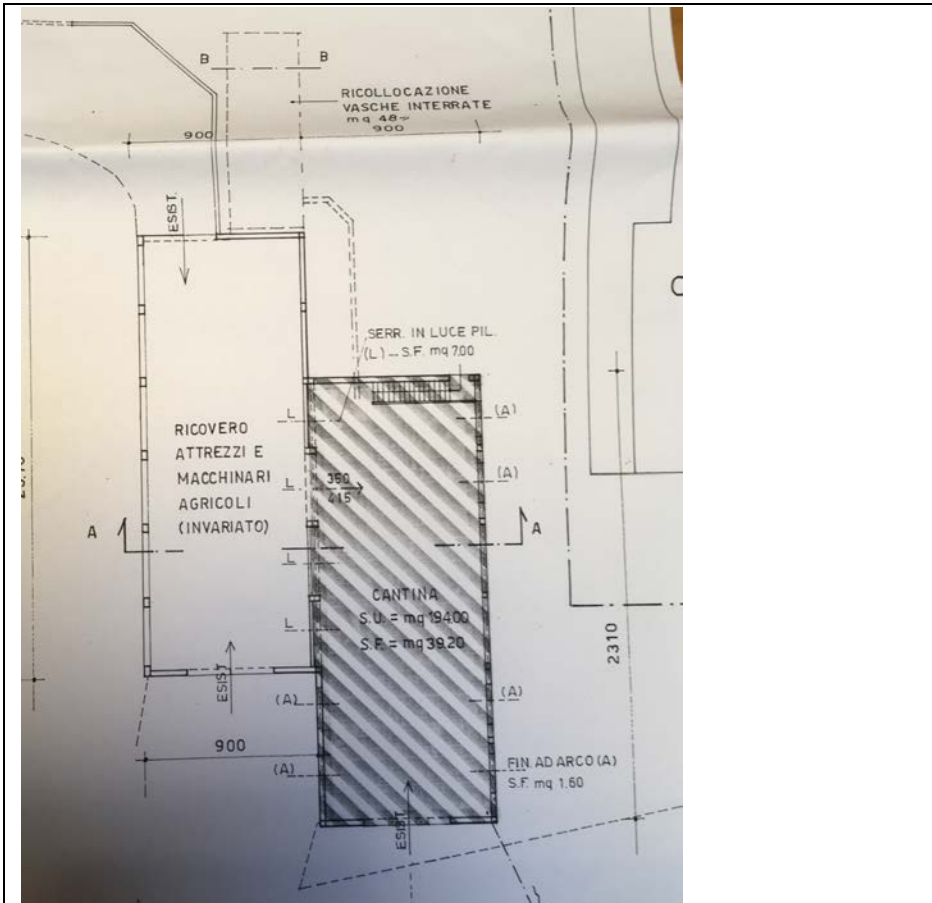 B
B
RICOLLOCAZIONE
VASCHE INTERRATE
mq 48
900
900
ESIST.
SERR. IN LUCE PIL.
(L) — S.F. mq 7.00
L
(A)
RICOVERO
ATTREZZI E
MACCHINARI
AGRICOLI
(INVARIATO)
L
350
415
(A)
A
A
L
CANTINA
S.U. = mq 194.00
S.F. = mq 39.20
L
2310
ESIST.
(A)
(A)
900
(A)
FIN. AD ARCO (A)
S.F. mq 1.60
ESIST.